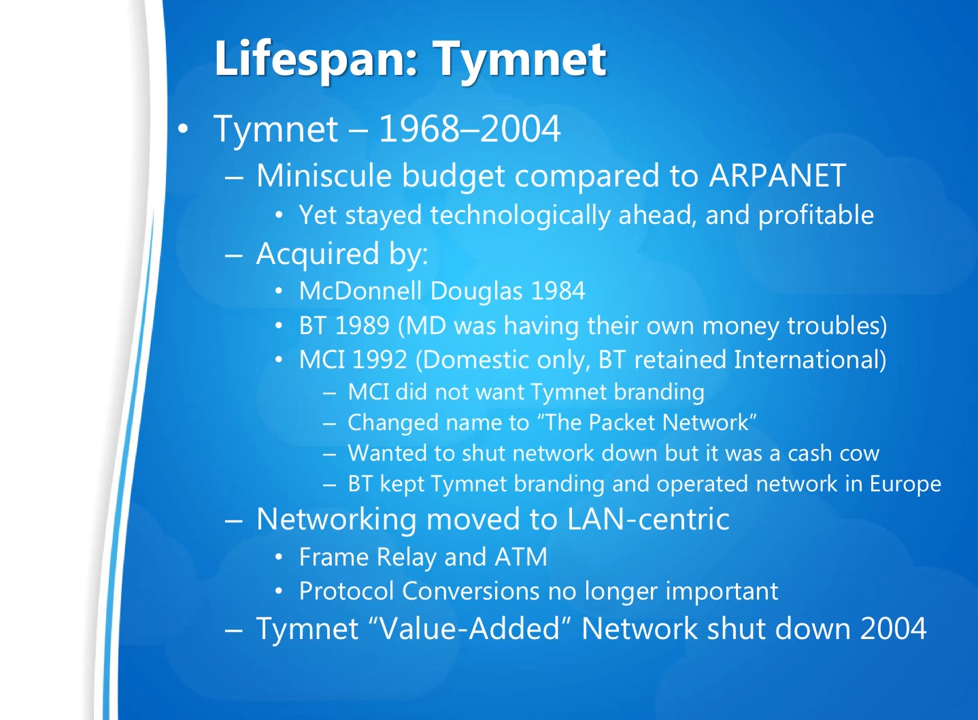 Lifespan: Tymnet
• Tymnet – 1968–2004
– Miniscule budget compared to ARPANET
• Yet stayed technologically ahead, and profitable
– Acquired by:
• McDonnell Douglas 1984
• BT 1989 (MD was having their own money troubles)
• MCI 1992 (Domestic only, BT retained International)
– MCI did not want Tymnet branding
– Changed name to “The Packet Network”
– Wanted to shut network down but it was a cash cow
– BT kept Tymnet branding and operated network in Europe
– Networking moved to LAN-centric
• Frame Relay and ATM
• Protocol Conversions no longer important
– Tymnet “Value-Added” Network shut down 2004